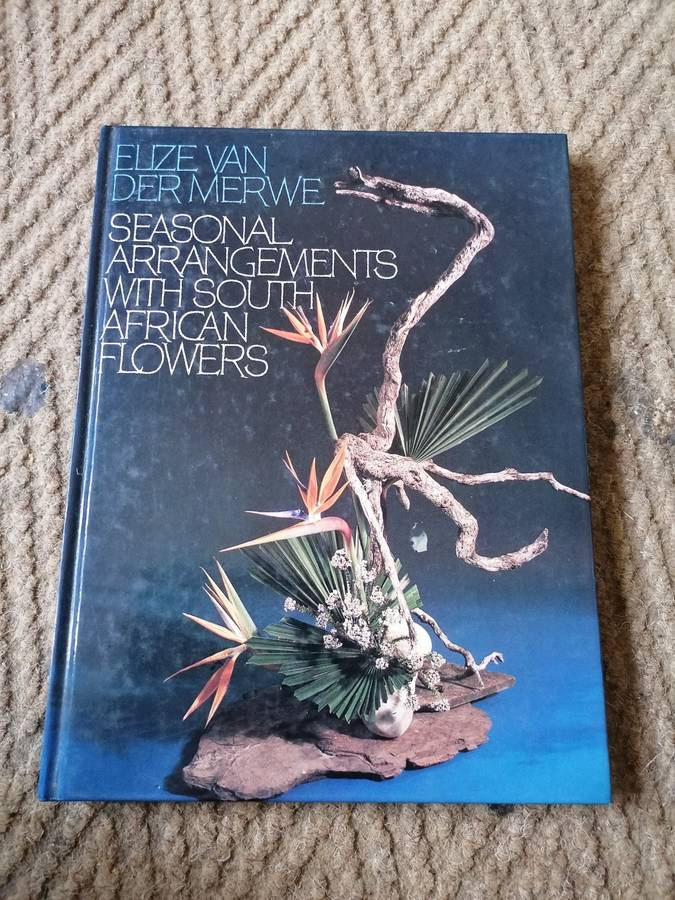 ELIZE VAN
DER MERWE
SEASONAL
ARRANGEMENTS
WITH SOUTH
AFRICAN
FLOWERS